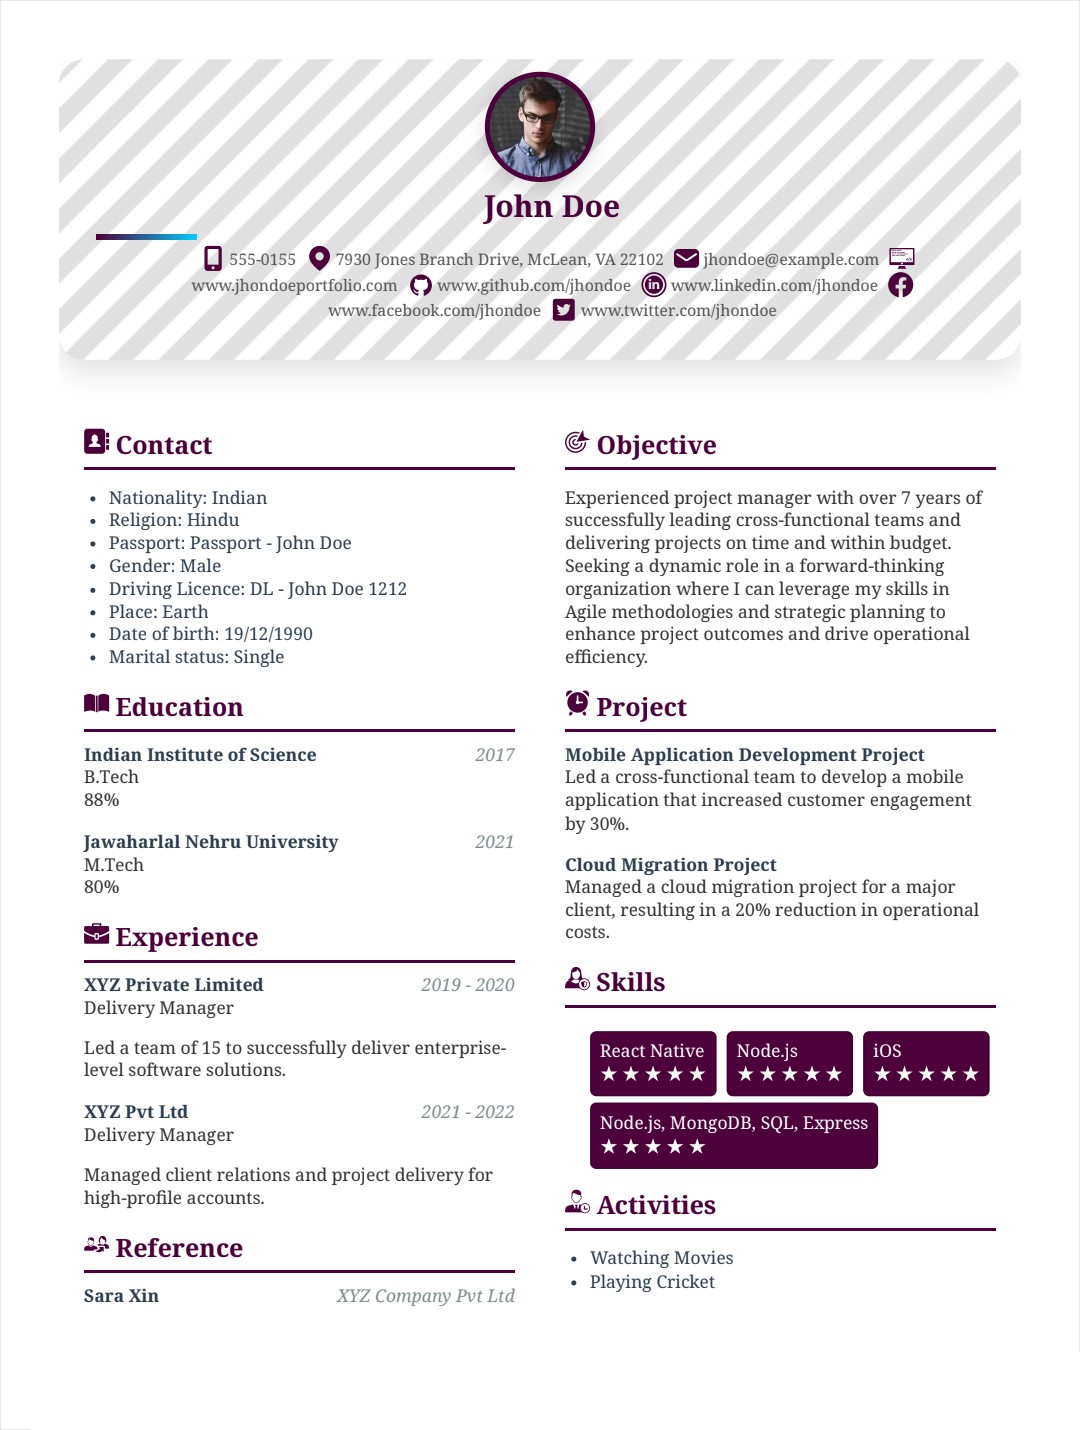 John Doe
555-0155 7930 Jones Branch Drive, McLean, VA 22102 jhondoe@example.com
www.jhondoeportfolio.com www.github.com/jhondoe www.linkedin.com/jhondoe
www.facebook.com/jhondoe www.twitter.com/jhondoe
Contact
• Nationality: Indian
• Religion: Hindu
• Passport: Passport - John Doe
• Gender: Male
• Driving Licence: DL - John Doe 1212
• Place: Earth
• Date of birth: 19/12/1990
• Marital status: Single
Education
Indian Institute of Science 2017
B.Tech
88%
Jawaharlal Nehru University 2021
M.Tech
80%
Experience
XYZ Private Limited 2019 - 2020
Delivery Manager
Led a team of 15 to successfully deliver enterprise-
level software solutions.
XYZ Pvt Ltd 2021 - 2022
Delivery Manager
Managed client relations and project delivery for
high-profile accounts.
Reference
Sara Xin XYZ Company Pvt Ltd
Objective
Experienced project manager with over 7 years of
successfully leading cross-functional teams and
delivering projects on time and within budget.
Seeking a dynamic role in a forward-thinking
organization where I can leverage my skills in
Agile methodologies and strategic planning to
enhance project outcomes and drive operational
efficiency.
Project
Mobile Application Development Project
Led a cross-functional team to develop a mobile
application that increased customer engagement
by 30%.
Cloud Migration Project
Managed a cloud migration project for a major
client, resulting in a 20% reduction in operational
costs.
Skills
React Native Node.js iOS
★★★★★ ★★★★★ ★★★★★
Node.js, MongoDB, SQL, Express
★★★★★
Activities
• Watching Movies
• Playing Cricket